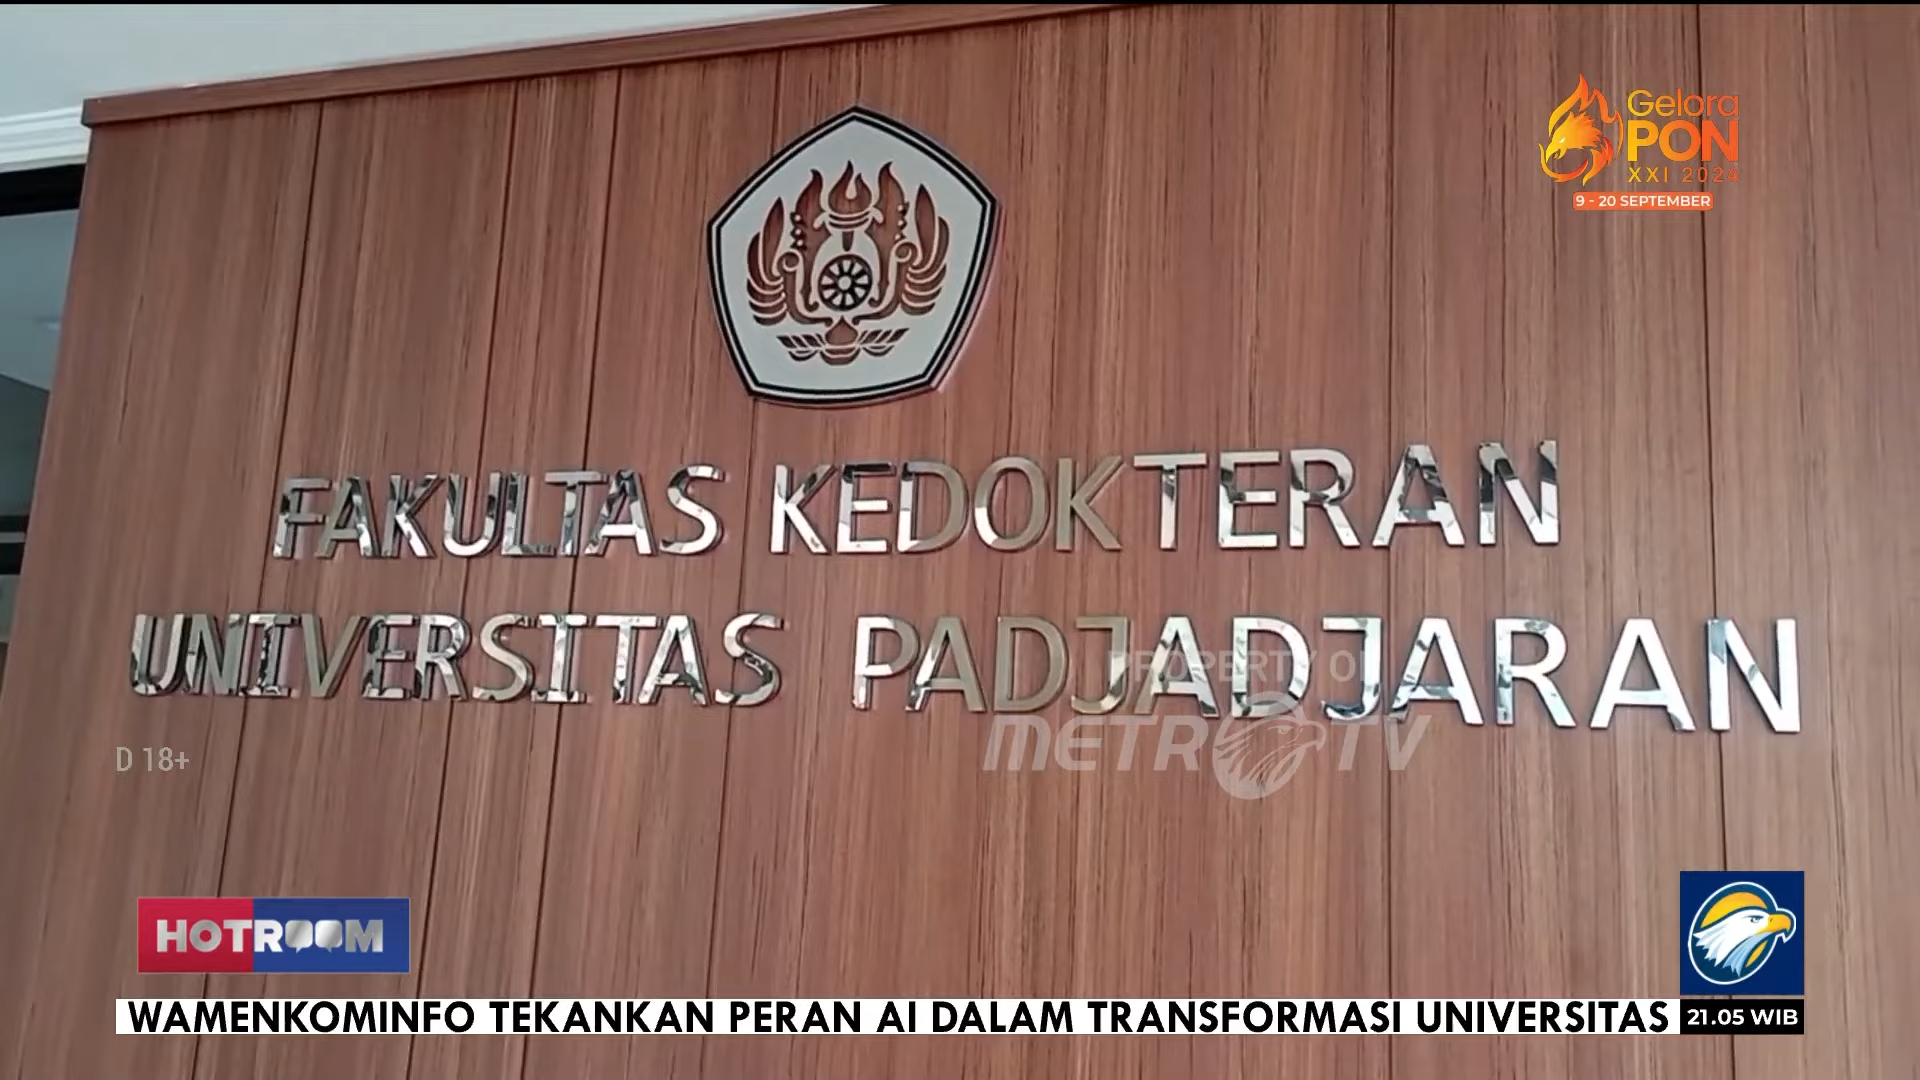 Gelora
PON
XXI 2024
9 - 20 SEPTEMBER
FAKULTAS KEDOKTERAN
UNIVERSITAS PADJADJARAN
PROPERTY OF
METRO TV
D 18+
HOTROOM
WAMENKOMINFO TEKANKAN PERAN AI DALAM TRANSFORMASI UNIVERSITAS
21.05 WIB